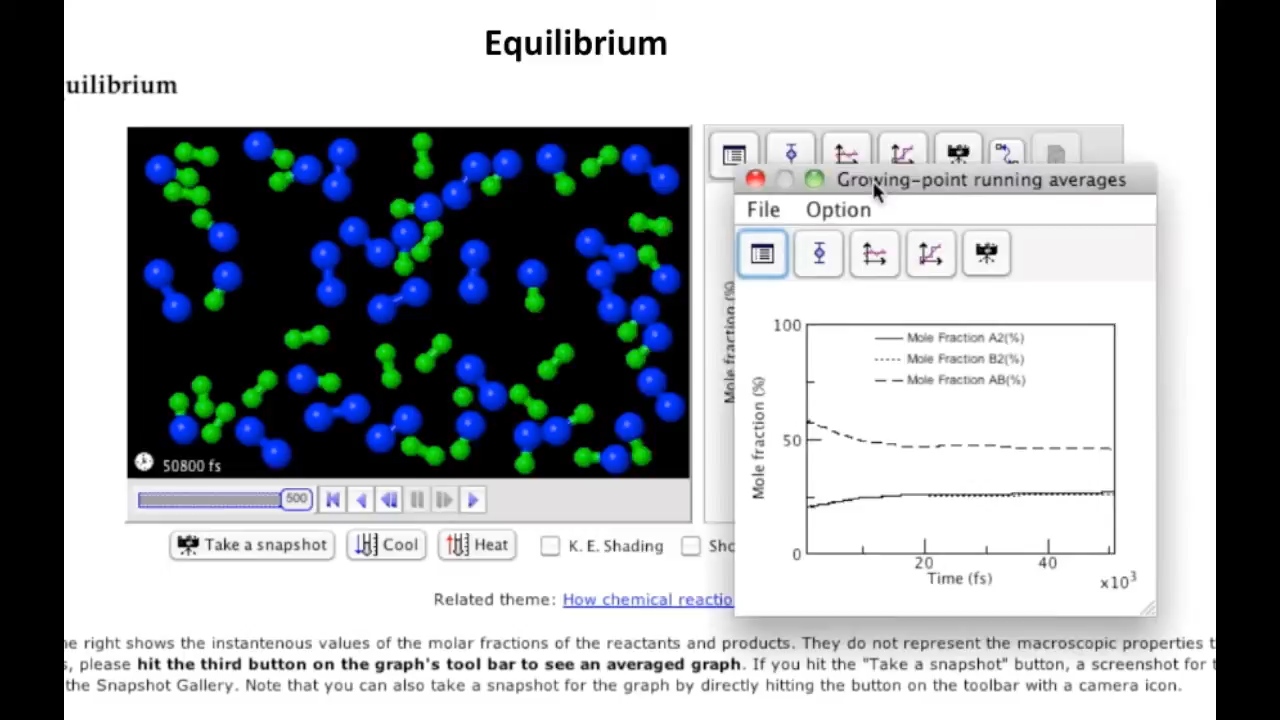 Equilibrium
uilibrium
Growing-point running averages
File Option
Mole fraction (%)
100
50
0
Mole Fraction A2(%)
Mole Fraction B2(%)
Mole Fraction AB(%)
Mole fraction (%)
20 40
Time (fs)
x10³
50800 fs
500
Take a snapshot Cool Heat K. E. Shading Sho
Related theme: How chemical reactio
ne right shows the instantenous values of the molar fractions of the reactants and products. They do not represent the macroscopic properties t
s, please hit the third button on the graph's tool bar to see an averaged graph. If you hit the "Take a snapshot" button, a screenshot for t
the Snapshot Gallery. Note that you can also take a snapshot for the graph by directly hitting the button on the toolbar with a camera icon.